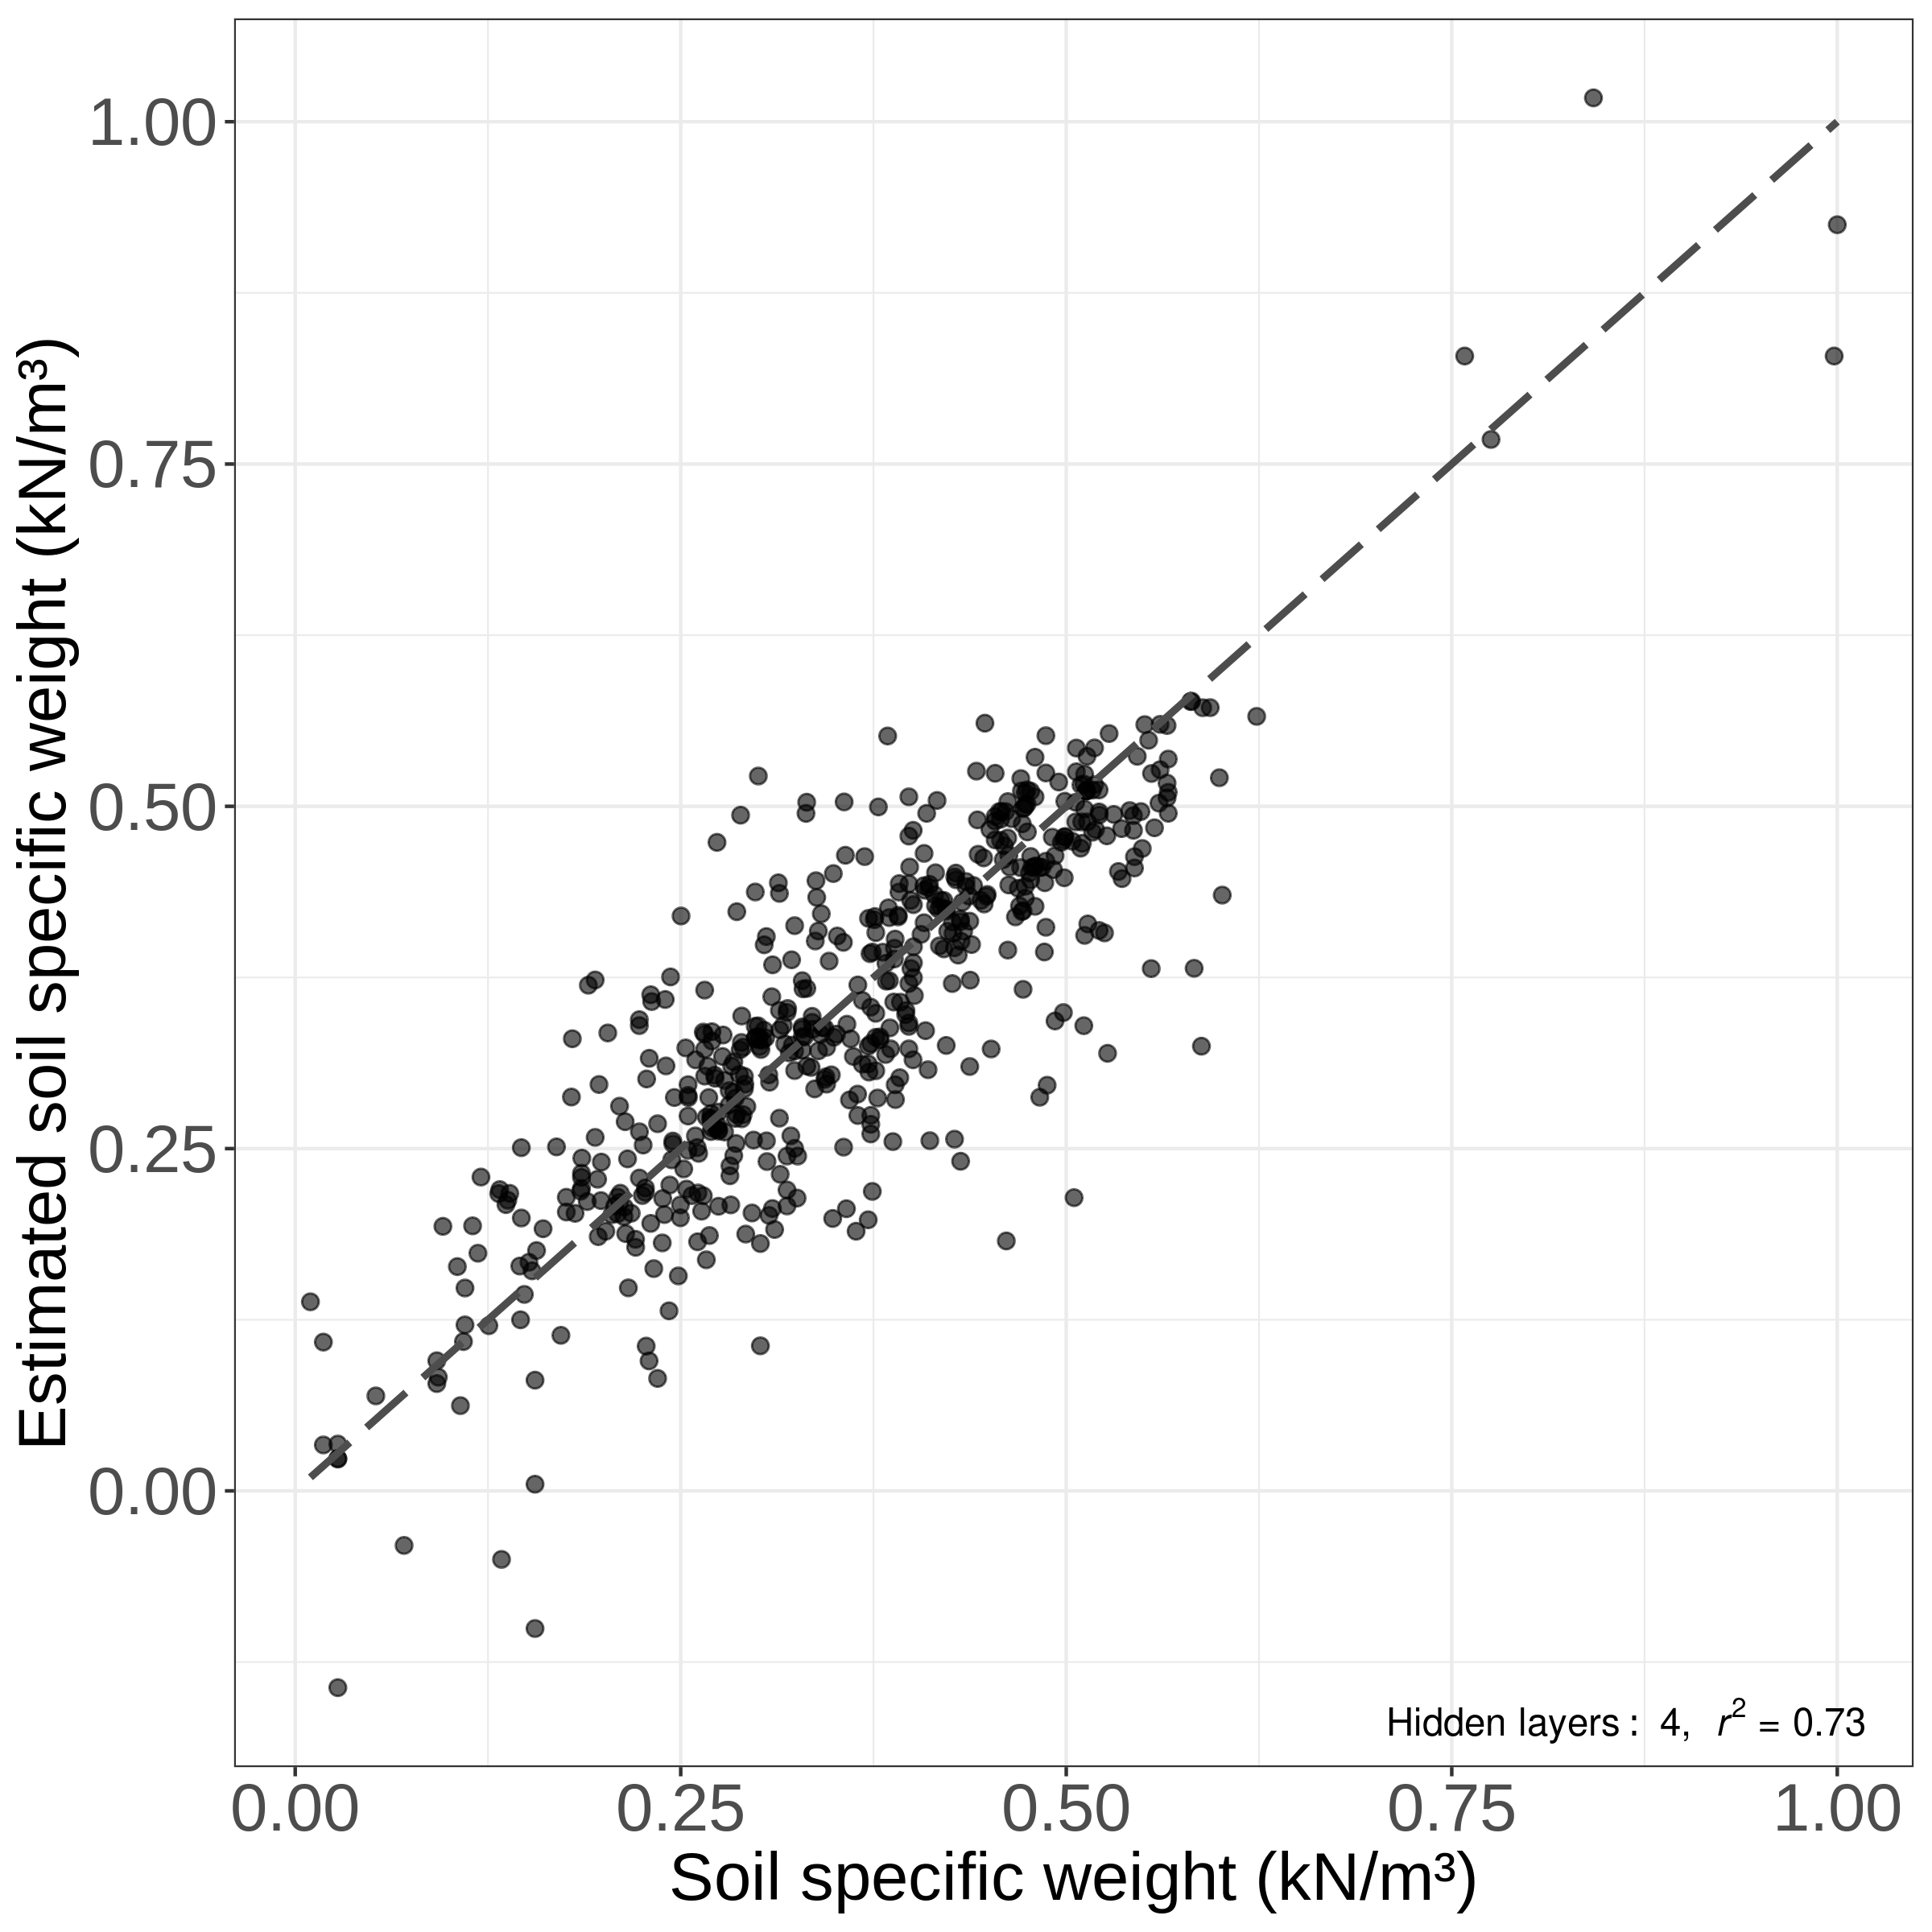 Estimated soil specific weight (kN/m³)
1.00
0.75
0.50
0.25
0.00
Hidden layers : 4, r² = 0.73
0.00 0.25 0.50 0.75 1.00
Soil specific weight (kN/m³)